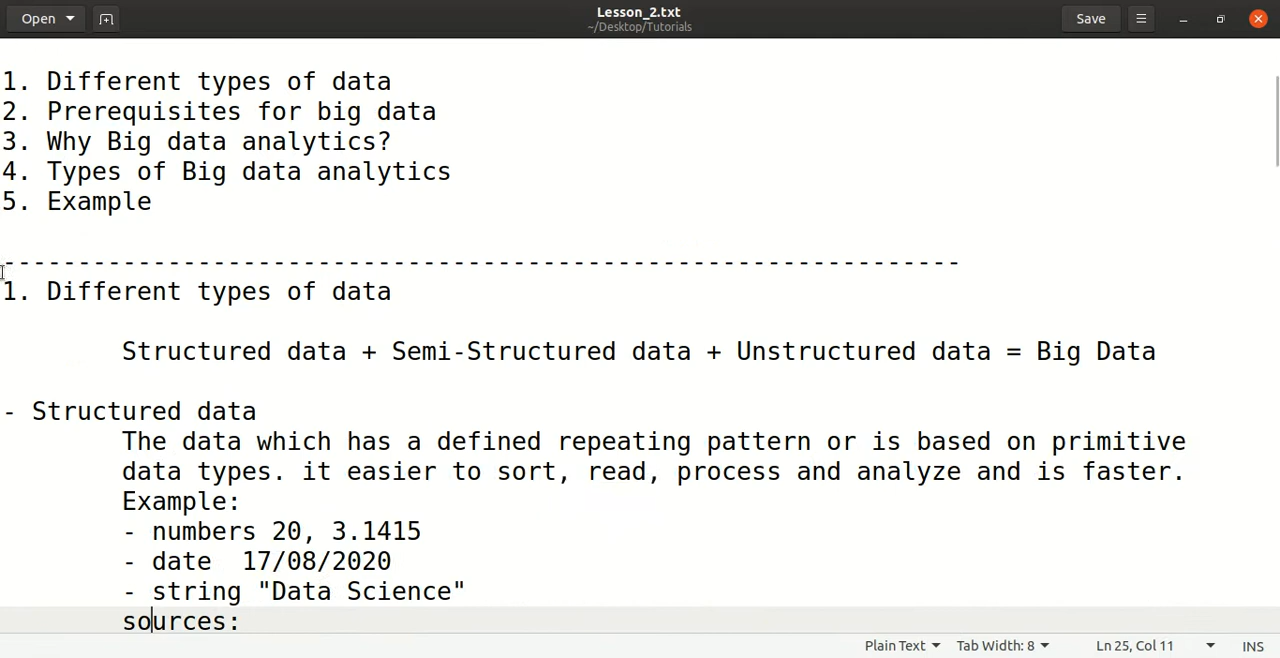 Open
Lesson_2.txt
~/Desktop/Tutorials
Save
1. Different types of data
2. Prerequisites for big data
3. Why Big data analytics?
4. Types of Big data analytics
5. Example
----------------------------------------------------------------
1. Different types of data
Structured data + Semi-Structured data + Unstructured data = Big Data
- Structured data
The data which has a defined repeating pattern or is based on primitive
data types. it easier to sort, read, process and analyze and is faster.
Example:
- numbers 20, 3.1415
- date  17/08/2020
- string "Data Science"
sources:
Plain Text Tab Width: 8 Ln 25, Col 11 INS